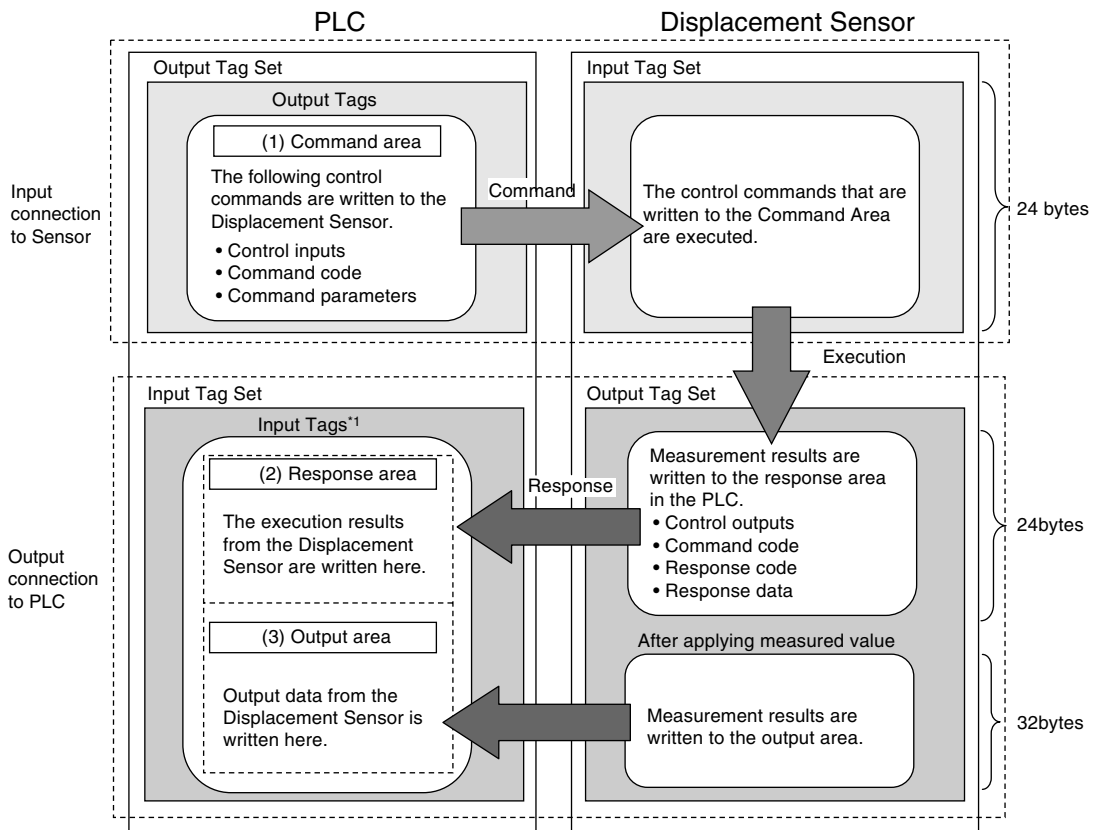 PLC
Displacement Sensor
Output Tag Set
Output Tags
(1) Command area
The following control
commands are written to the
Displacement Sensor.
• Control inputs
• Command code
• Command parameters
Input
connection
to Sensor
Command
Input Tag Set
The control commands that are
written to the Command Area
are executed.
24 bytes
Execution
Input Tag Set
Input Tags*1
(2) Response area
The execution results
from the Displacement
Sensor are written here.
(3) Output area
Output data from the
Displacement Sensor is
written here.
Output
connection
to PLC
Response
Output Tag Set
Measurement results are
written to the response area
in the PLC.
• Control outputs
• Command code
• Response code
• Response data
24bytes
After applying measured value
Measurement results are
written to the output area.
32bytes